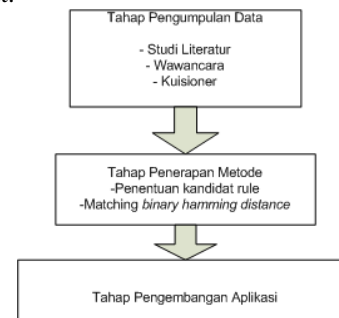 Tahap Pengumpulan Data
- Studi Literatur
- Wawancara
- Kuisioner
Tahap Penerapan Metode
-Penentuan kandidat rule
-Matching binary hamming distance
Tahap Pengembangan Aplikasi